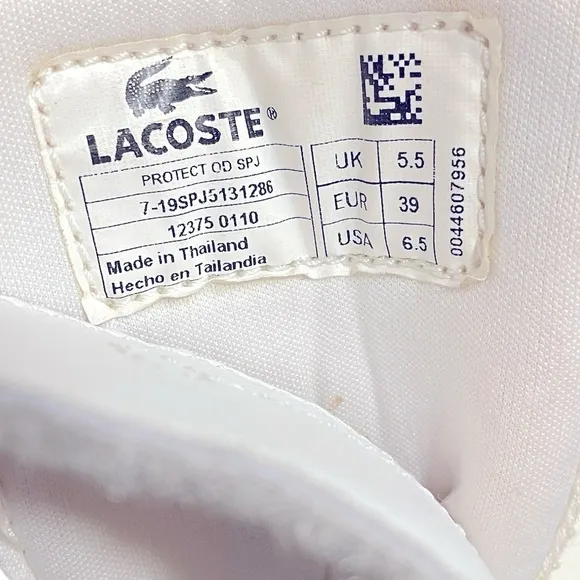 LACOSTE®
PROTECT OD SPJ
7-19SPJ5131286
12375 0110
Made in Thailand
Hecho en Tailandia
UK 5.5
EUR 39
USA 6.5
0044607956